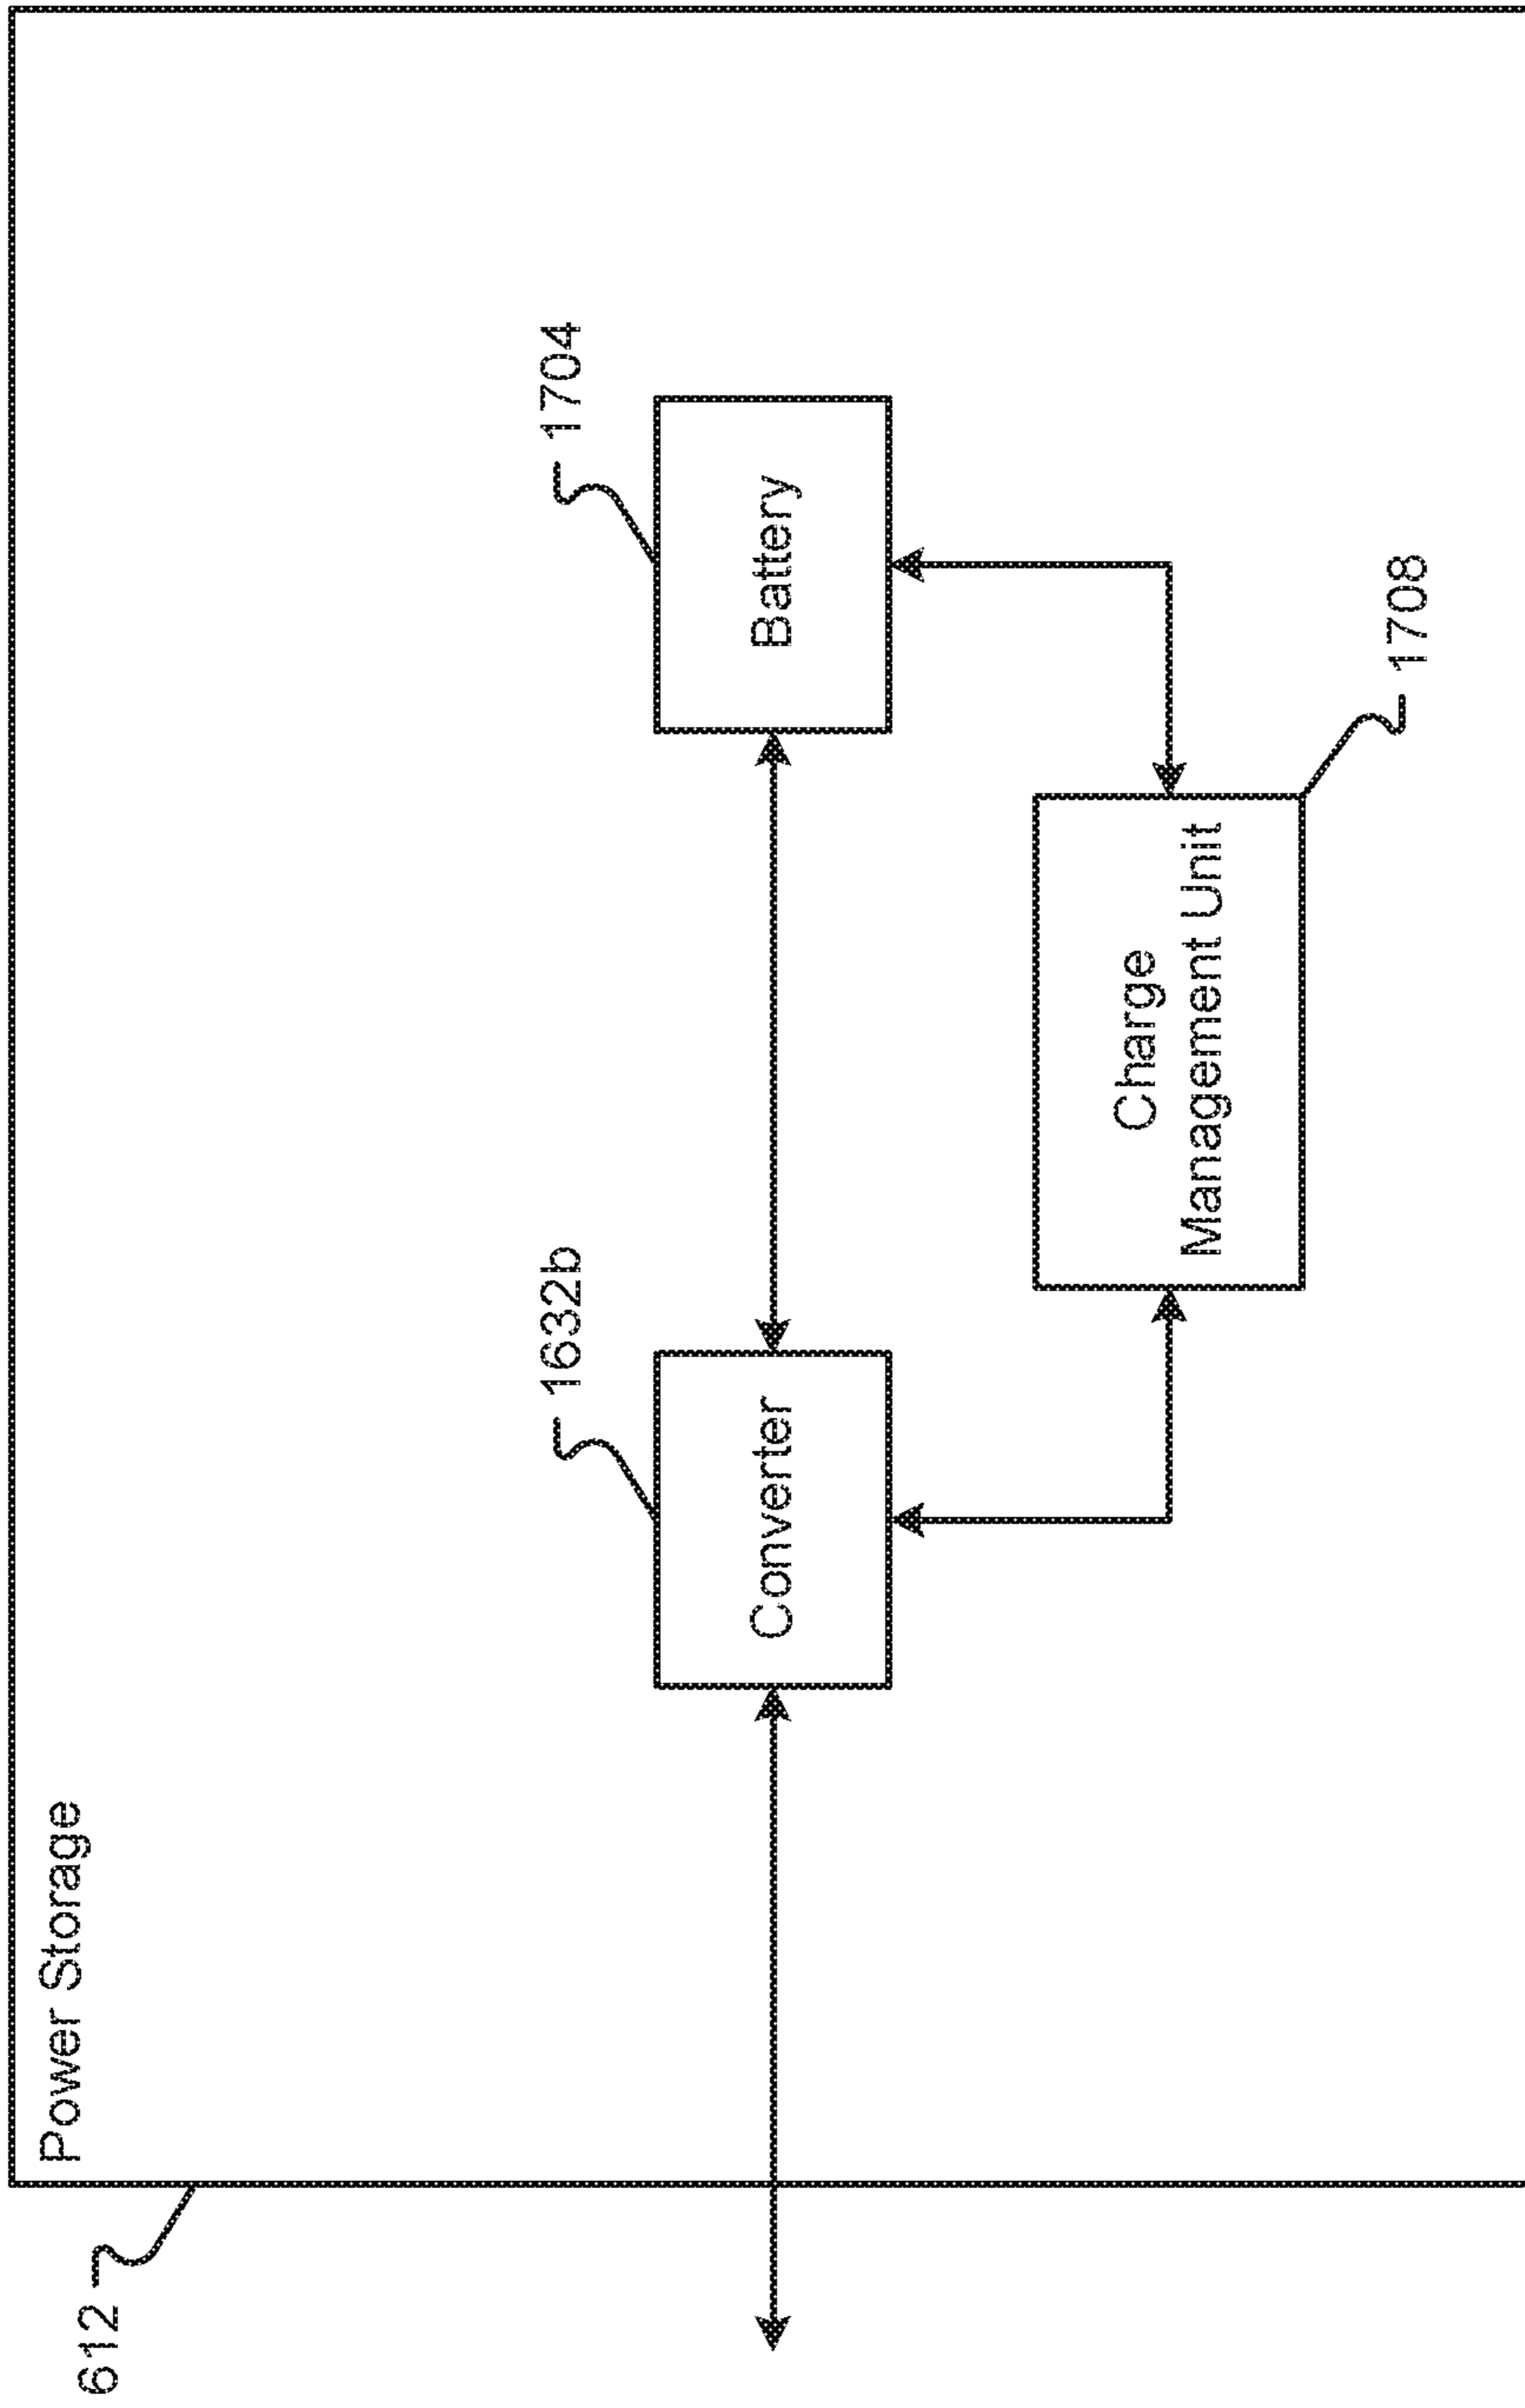 612
Power Storage
1632b
1704
Converter
Battery
Charge
Management Unit
1708